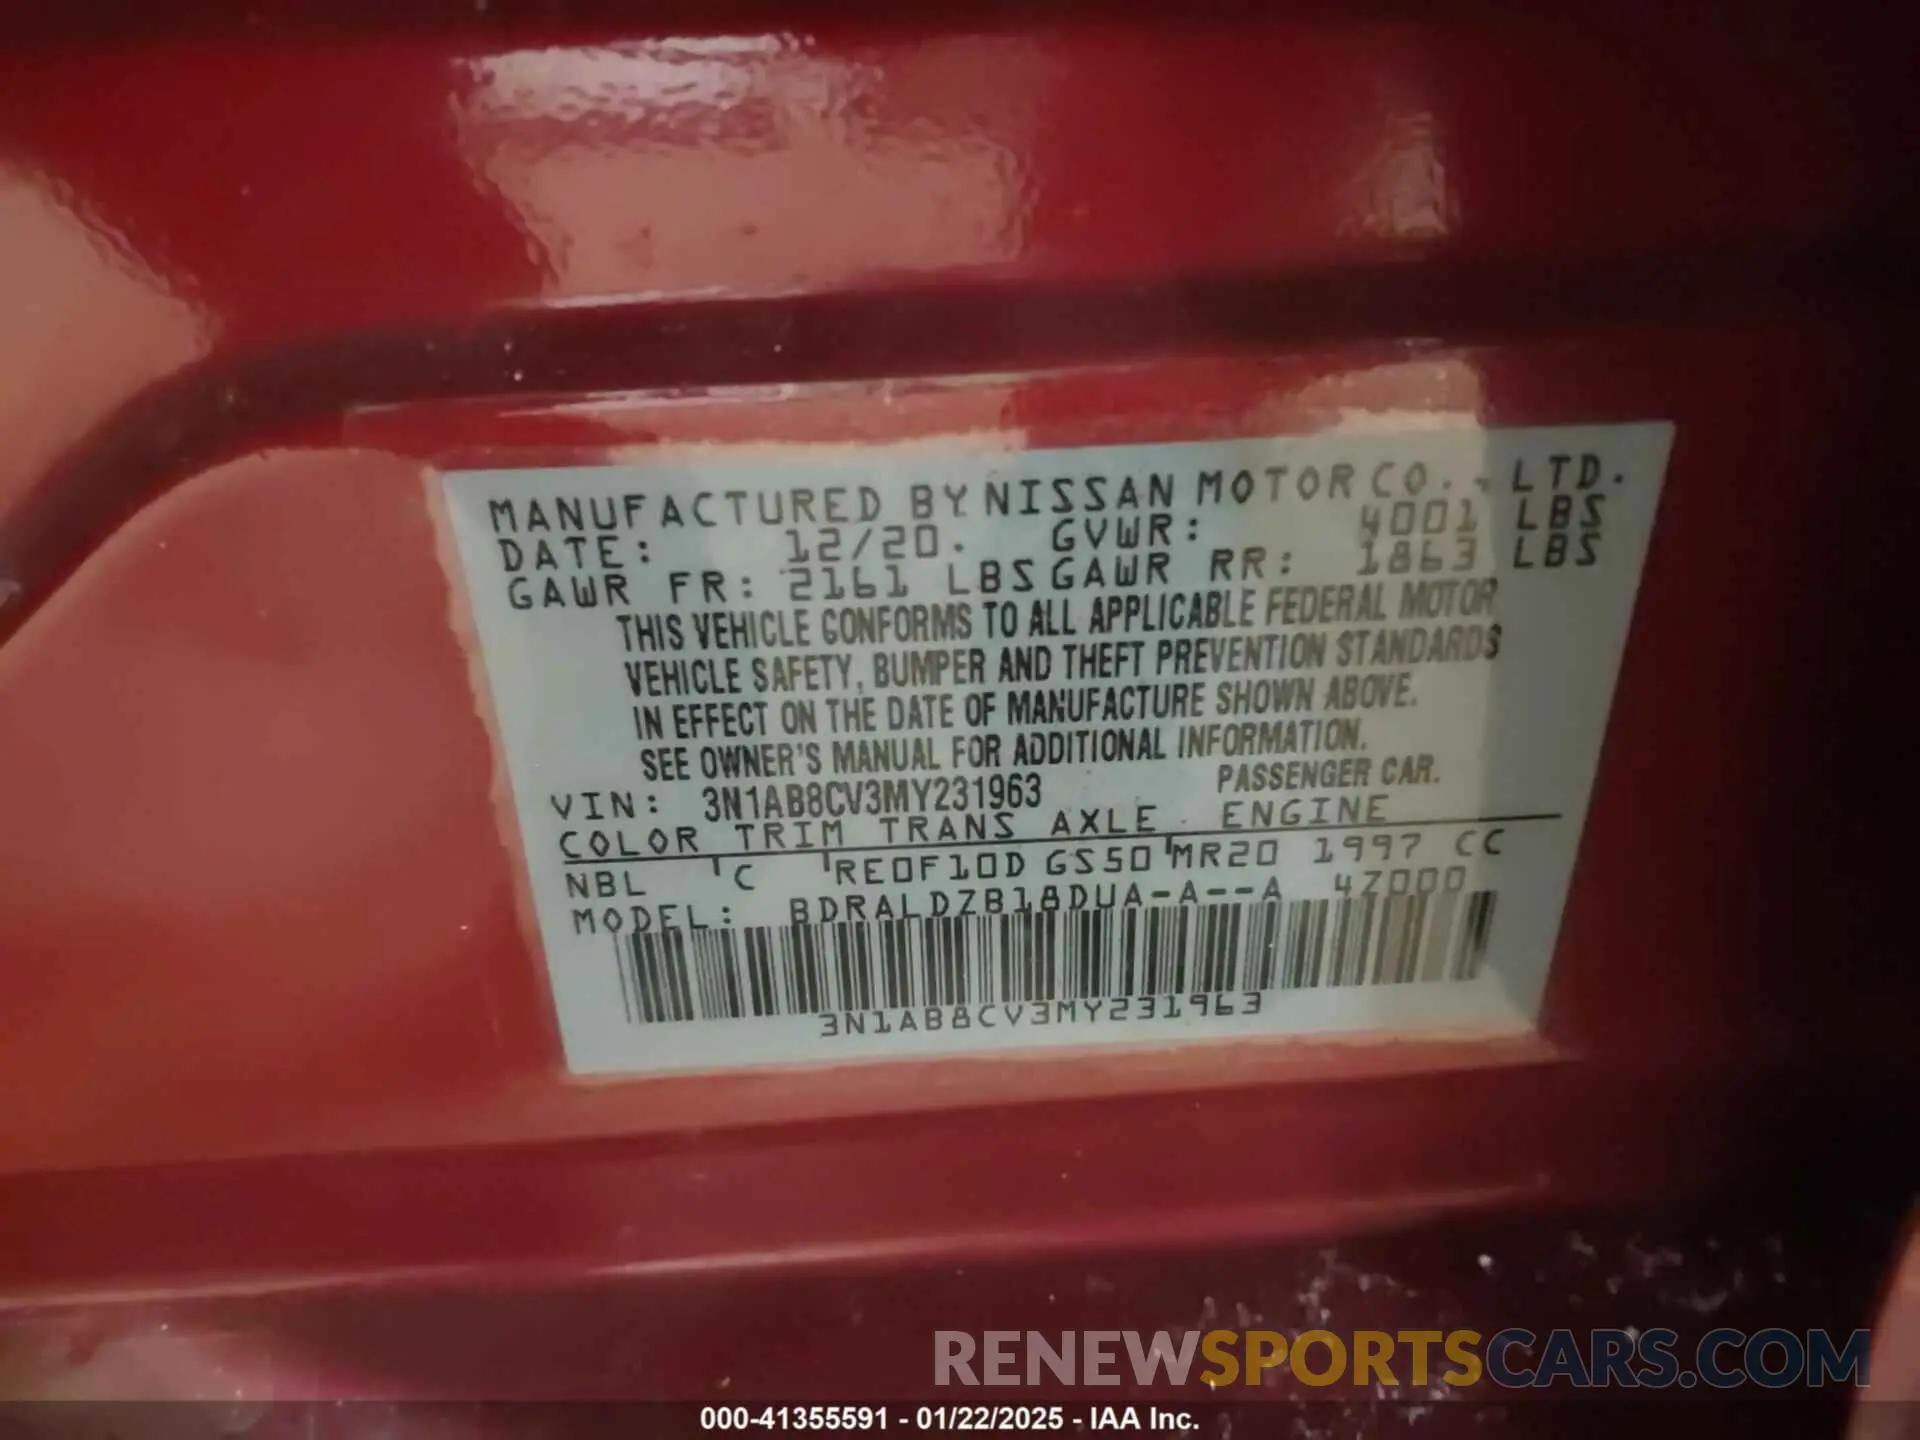 MANUFACTURED BY NISSAN MOTOR CO., LTD.
DATE: 12/20. GVWR: 4001 LBS
GAWR FR: 2161 LBS GAWR RR: 1863 LBS
THIS VEHICLE CONFORMS TO ALL APPLICABLE FEDERAL MOTOR
VEHICLE SAFETY, BUMPER AND THEFT PREVENTION STANDARDS
IN EFFECT ON THE DATE OF MANUFACTURE SHOWN ABOVE.
SEE OWNER'S MANUAL FOR ADDITIONAL INFORMATION.
VIN: 3N1AB8CV3MY231963 PASSENGER CAR.
COLOR TRIM TRANS AXLE ENGINE
NBL C RE0F10D GS50 MR20 1997 CC
MODEL: BDRALDZB18DUA-A--A 4Z000
3N1AB8CV3MY231963
RENEWSPORTSCARS.COM
000-41355591 - 01/22/2025 - IAA Inc.